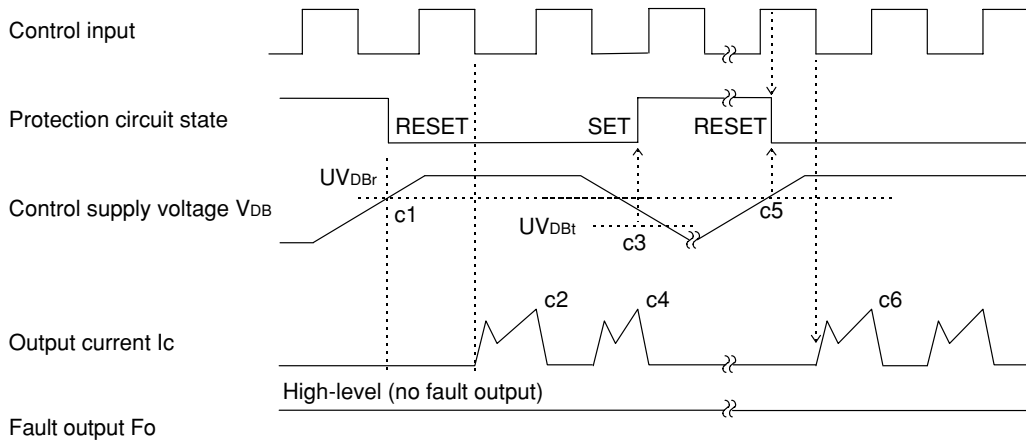 Control input
Protection circuit state
RESET
SET
RESET
UVDBr
Control supply voltage VDB
c1
UVDBt
c3
c5
c2
c4
c6
Output current Ic
High-level (no fault output)
Fault output Fo